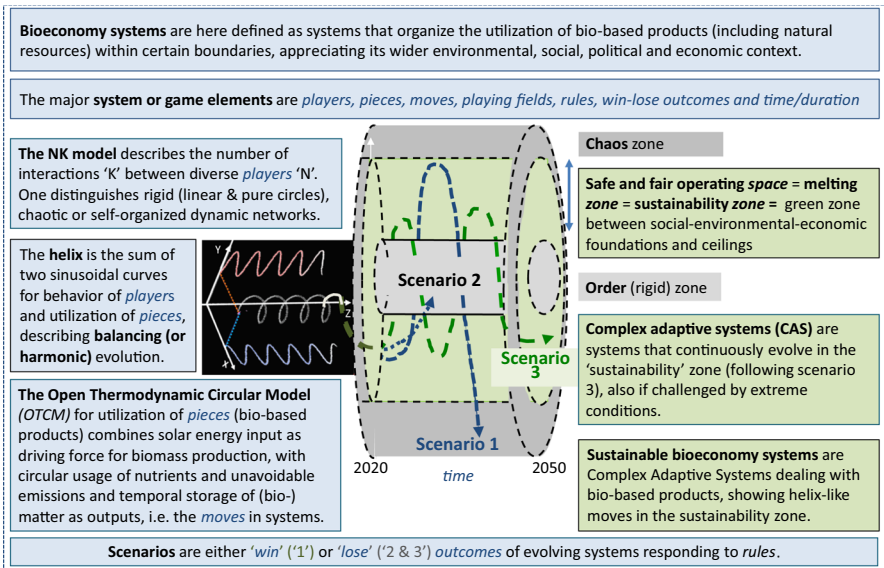 Bioeconomy systems are here defined as systems that organize the utilization of bio-based products (including
natural resources) within certain boundaries, appreciating its wider environmental, social, political and economic context.
The major system or game elements are players, pieces, moves, playing fields, rules, win-lose outcomes and time/duration
The NK model describes the number of
interactions ‘K’ between diverse players ‘N’.
One distinguishes rigid (linear & pure circles),
chaotic or self-organized dynamic networks.
The helix is the sum of
two sinusoidal curves
for behavior of players
and utilization of pieces,
describing balancing (or
harmonic) evolution.
Y
Z
X
The Open Thermodynamic Circular Model
(OTCM) for utilization of pieces (bio-based
products) combines solar energy input as
driving force for biomass production, with
circular usage of nutrients and unavoidable
emissions and temporal storage of (bio-)
matter as outputs, i.e. the moves in systems.
Scenario 2
Scenario
3
Scenario 1
2020
time
2050
Chaos zone
Safe and fair operating space = melting
zone = sustainability zone = green zone
between social-environmental-economic
foundations and ceilings
Order (rigid) zone
Complex adaptive systems (CAS) are
systems that continuously evolve in the
‘sustainability’ zone (following scenario
3), also if challenged by extreme
conditions.
Sustainable bioeconomy systems are
Complex Adaptive Systems dealing with
bio-based products, showing helix-like
moves in the sustainability zone.
Scenarios are either ‘win’ (‘1’) or ‘lose’ (‘2 & 3’) outcomes of evolving systems responding to rules.